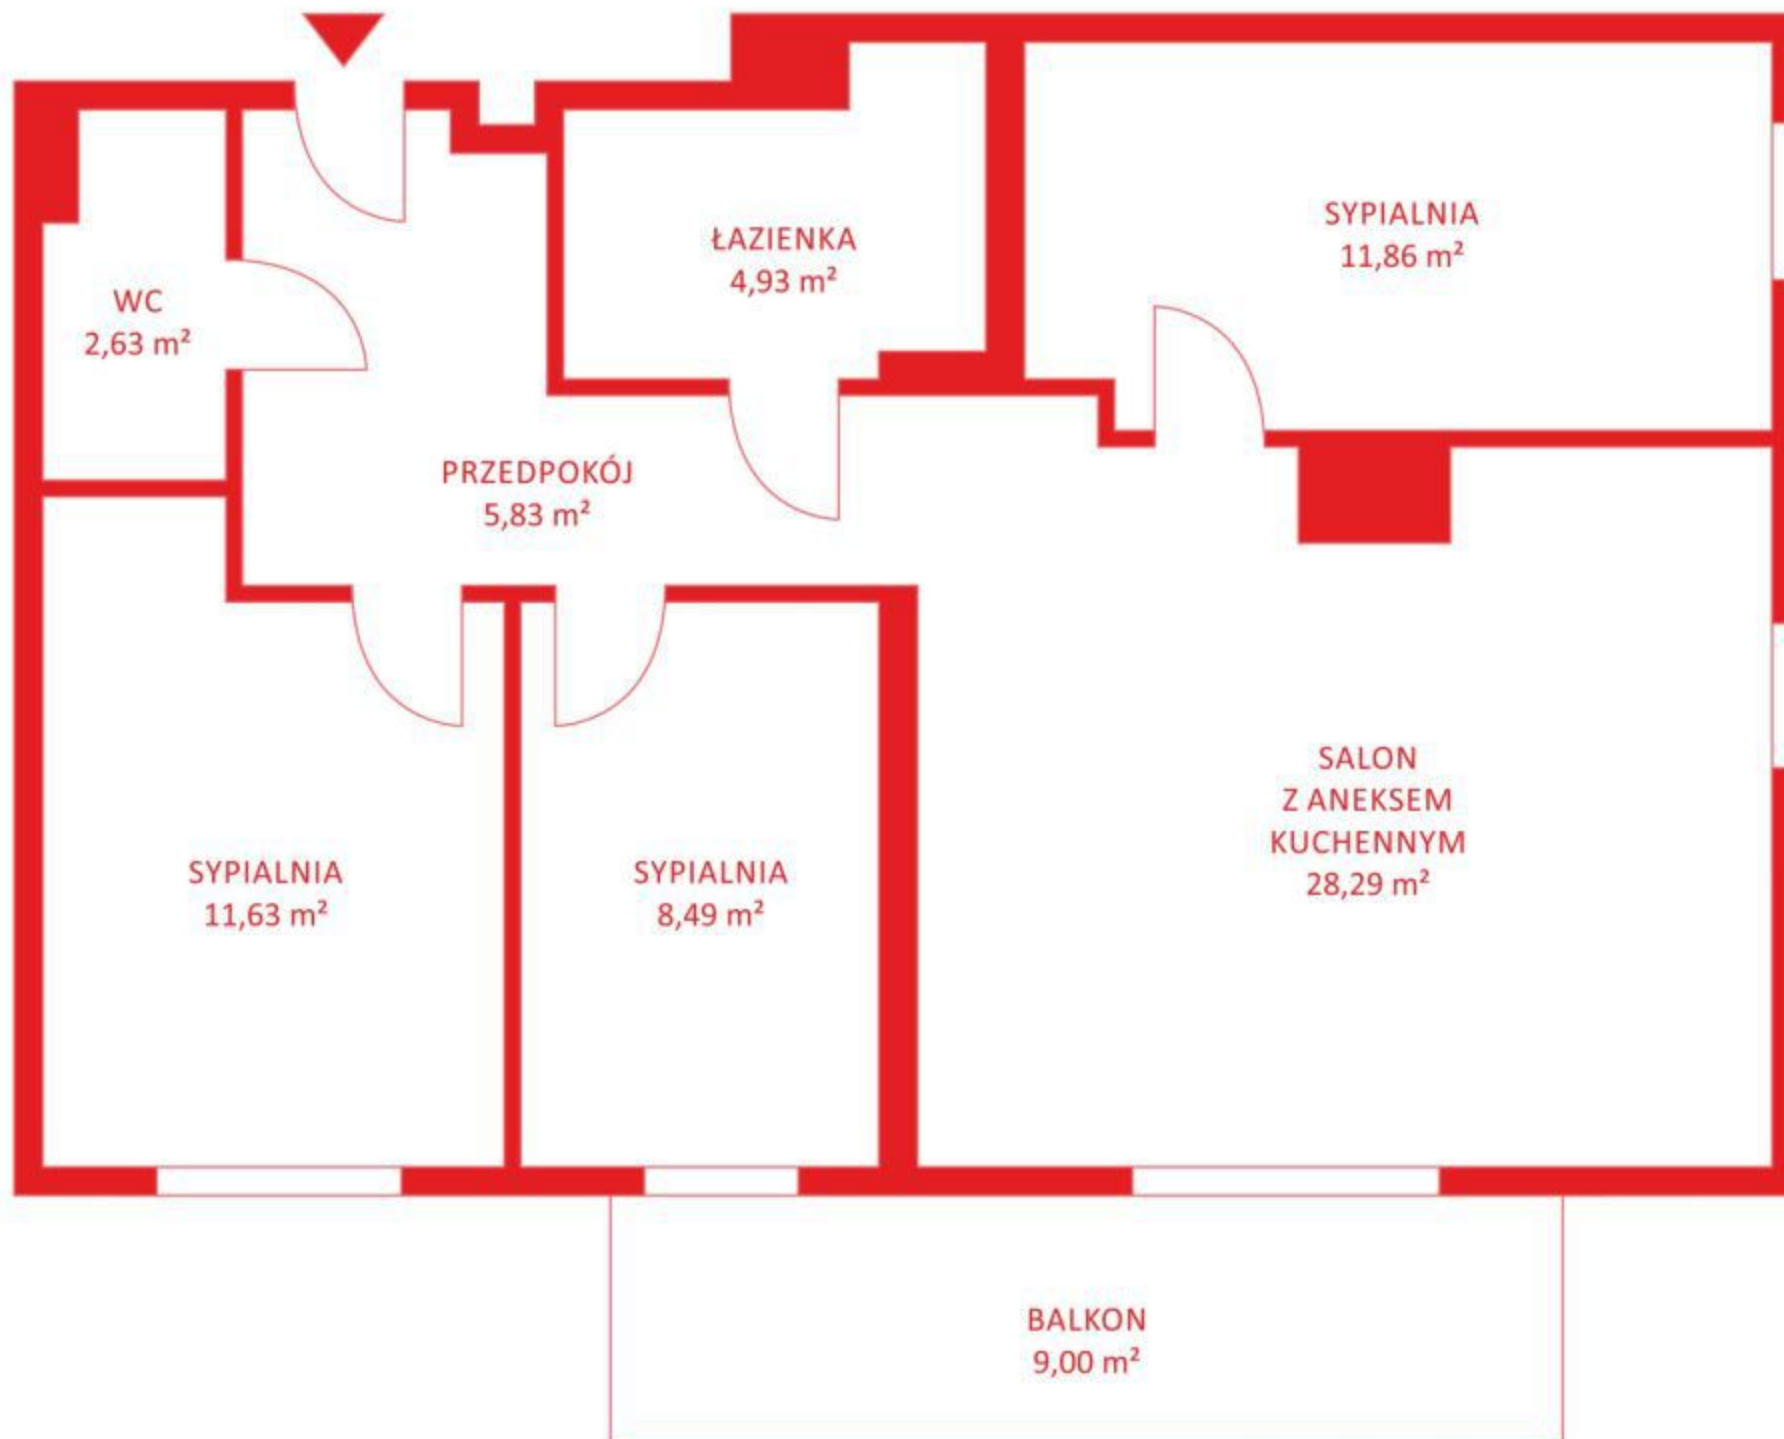 SYPIALNIA
11,86 m²
ŁAZIENKA
4,93 m²
WC
2,63 m²
PRZEDPOKÓJ
5,83 m²
SALON
Z ANEKSEM
KUCHENNYM
28,29 m²
SYPIALNIA
11,63 m²
SYPIALNIA
8,49 m²
BALKON
9,00 m²